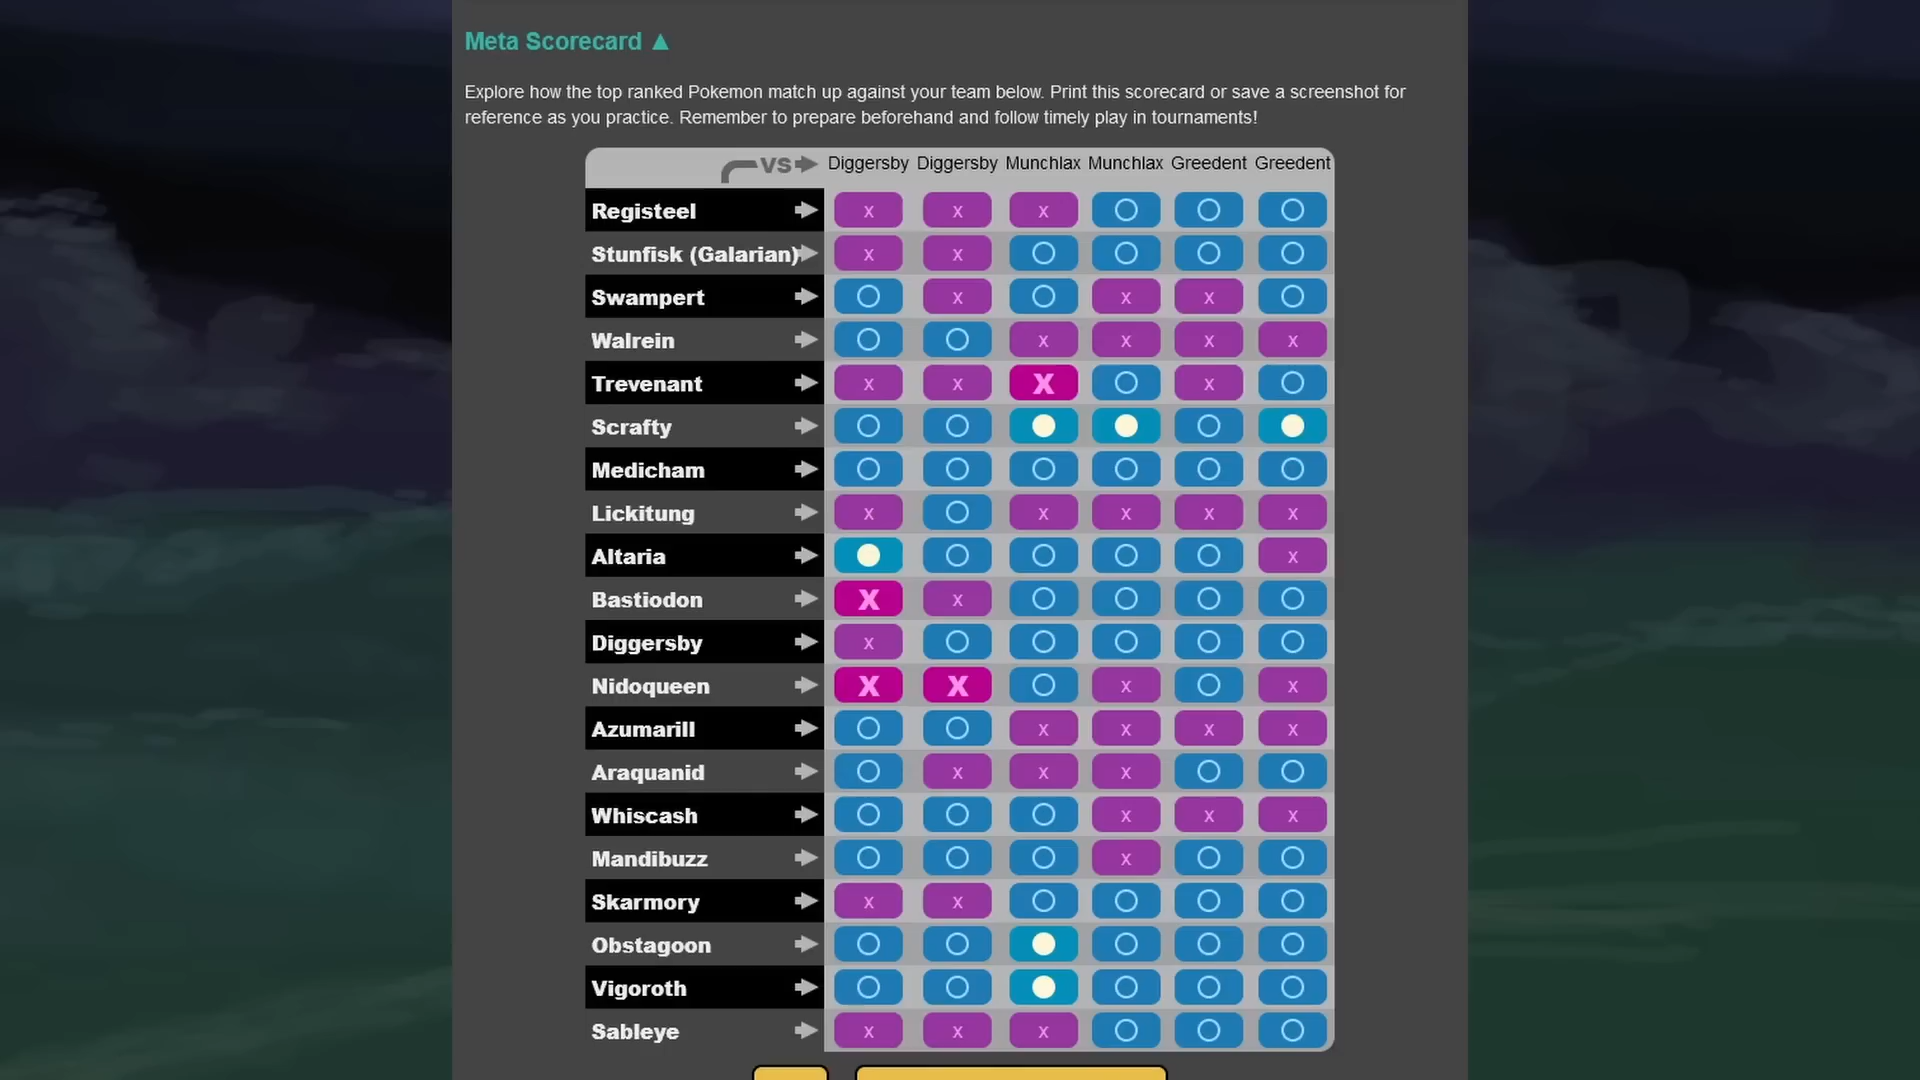 Meta Scorecard ▲
Explore how the top ranked Pokemon match up against your team below. Print this scorecard or save a screenshot for
reference as you practice. Remember to prepare beforehand and follow timely play in tournaments!
VS Diggersby Diggersby Munchlax Munchlax Greedent Greedent
Registeel x x x
Stunfisk (Galarian) x x
Swampert x x x
Walrein x x x x
Trevenant x x X x
Scrafty
Medicham
Lickitung x x x x x
Altaria x
Bastiodon X x
Diggersby x
Nidoqueen X X x x
Azumarill x x x x
Araquanid x x x
Whiscash x x x
Mandibuzz x
Skarmory x x
Obstagoon
Vigoroth
Sableye x x x